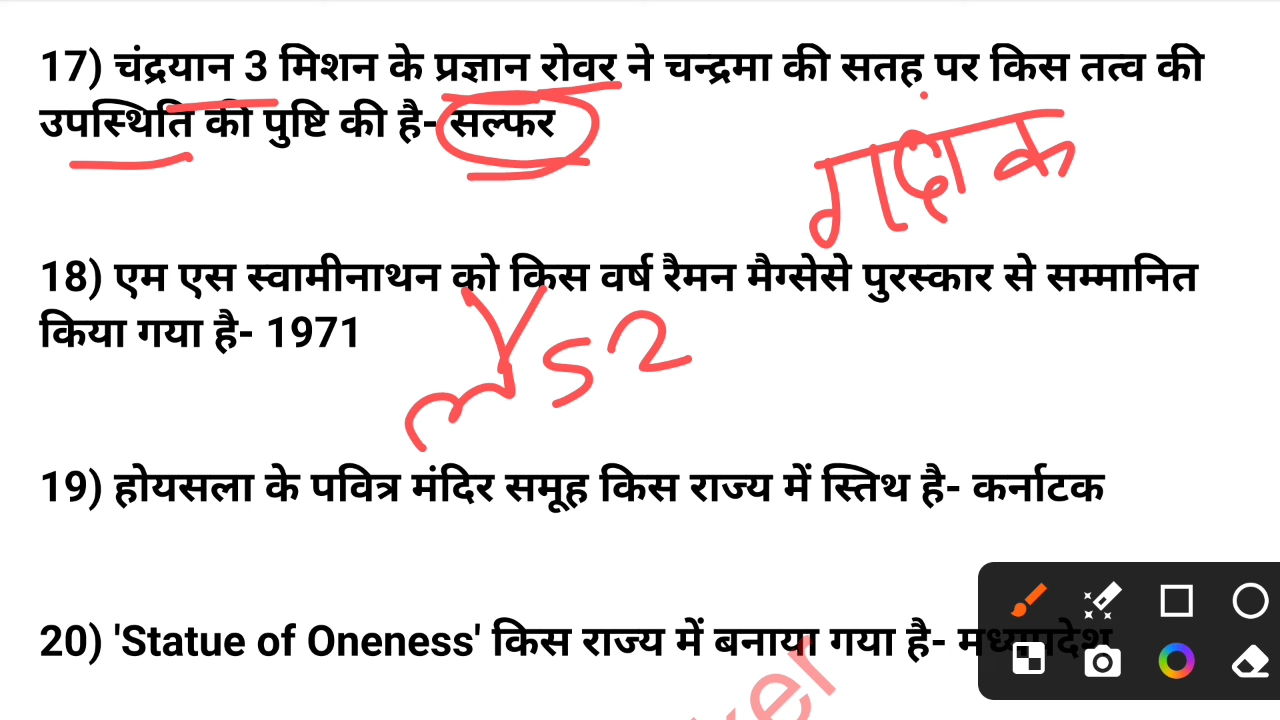 17) चंद्रयान 3 मिशन के प्रज्ञान रोवर ने चन्द्रमा की सतह पर किस तत्व की
उपस्थिति की पुष्टि की है- सल्फर
18) एम एस स्वामीनाथन को किस वर्ष रैमन मैग्सेसे पुरस्कार से सम्मानित
किया गया है- 1971
19) होयसला के पवित्र मंदिर समूह किस राज्य में स्तिथ है- कर्नाटक
20) 'Statue of Oneness' किस राज्य में बनाया गया है- मध्यप्रदेश